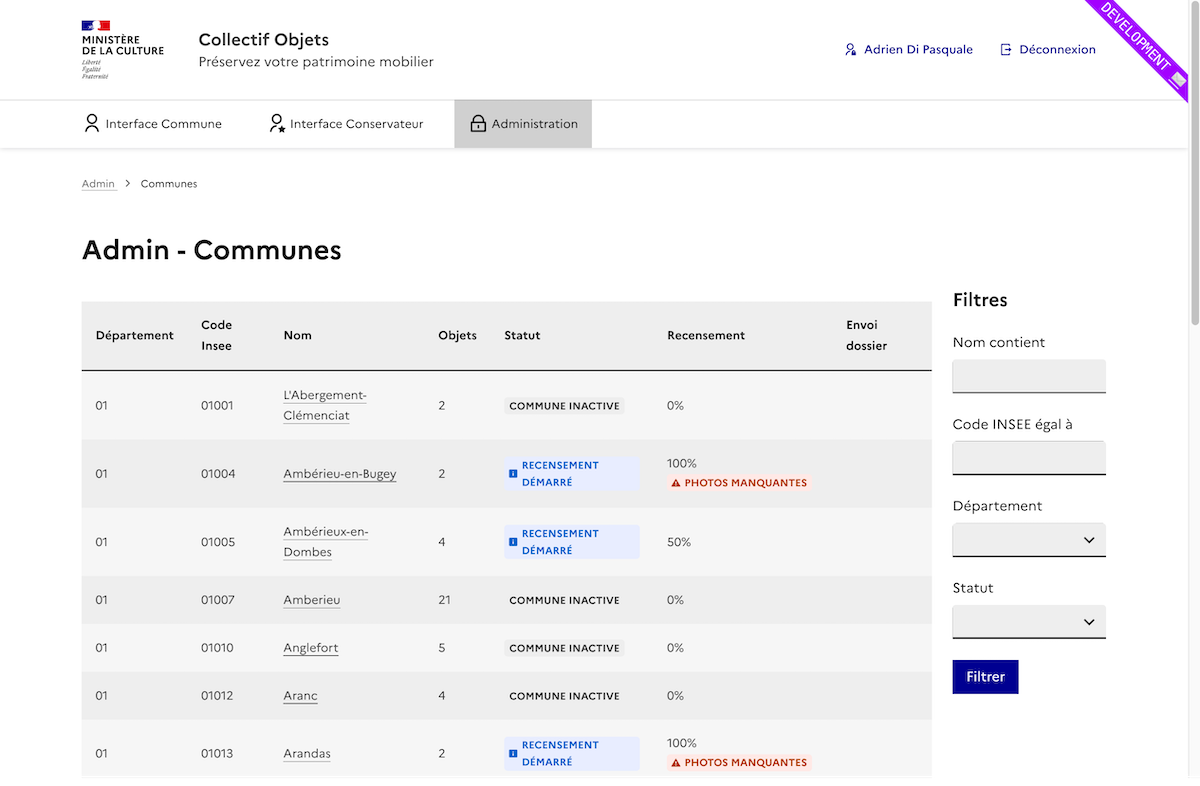 MINISTÈRE
DE LA CULTURE
Liberté
Égalité
Fraternité
Collectif Objets
Préservez votre patrimoine mobilier
Adrien Di Pasquale
Déconnexion
DEVELOPMENT
Interface Commune
Interface Conservateur
Administration
Admin > Communes
Admin - Communes
Département Code Insee Nom Objets Statut Recensement Envoi dossier
01 01001 L'Abergement-Clémenciat 2 COMMUNE INACTIVE 0%
01 01004 Ambérieu-en-Bugey 2 RECENSEMENT DÉMARRÉ 100% PHOTOS MANQUANTES
01 01005 Ambérieux-en-Dombes 4 RECENSEMENT DÉMARRÉ 50%
01 01007 Amberieu 21 COMMUNE INACTIVE 0%
01 01010 Anglefort 5 COMMUNE INACTIVE 0%
01 01012 Aranc 4 COMMUNE INACTIVE 0%
01 01013 Arandas 2 RECENSEMENT DÉMARRÉ 100% PHOTOS MANQUANTES
Filtres
Nom contient
Code INSEE égal à
Département
Statut
Filtrer